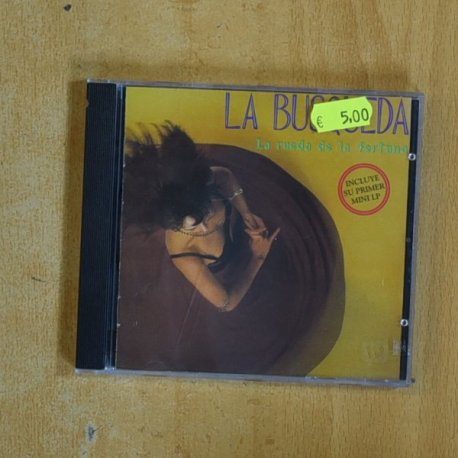 LA BUSQUEDA
€ 5,00
La rueda de la fortuna
INCLUYE
SU PRIMER
MINI LP